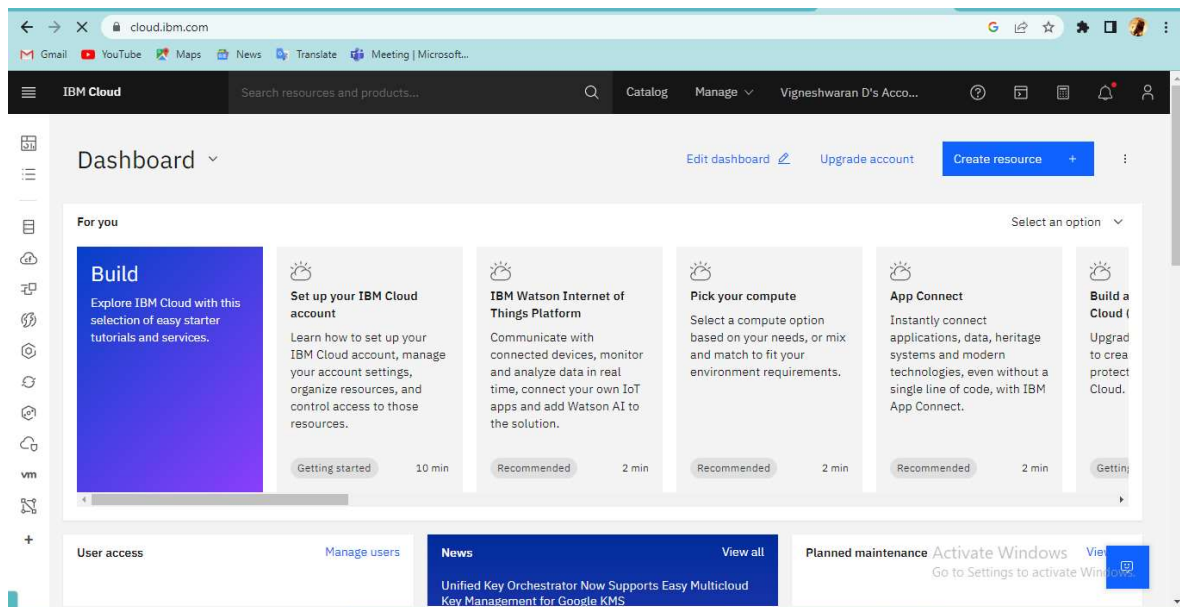 cloud.ibm.com
Gmail YouTube Maps News Translate Meeting | Microsoft...
IBM Cloud Search resources and products... Catalog Manage Vigneshwaran D's Acco...
Dashboard Edit dashboard Upgrade account Create resource +
For you Select an option
Build
Explore IBM Cloud with this
selection of easy starter
tutorials and services.
Set up your IBM Cloud
account
Learn how to set up your
IBM Cloud account, manage
your account settings,
organize resources, and
control access to those
resources.
Getting started 10 min
IBM Watson Internet of
Things Platform
Communicate with
connected devices, monitor
and analyze data in real
time, connect your own IoT
apps and add Watson AI to
the solution.
Recommended 2 min
Pick your compute
Select a compute option
based on your needs, or mix
and match to fit your
environment requirements.
Recommended 2 min
App Connect
Instantly connect
applications, data, heritage
systems and modern
technologies, even without a
single line of code, with IBM
App Connect.
Recommended 2 min
Build a
Cloud (
Upgrad
to crea
protect
Cloud.
Getting
vm
User access Manage users
News View all
Unified Key Orchestrator Now Supports Easy Multicloud
Key Management for Google KMS
Planned maintenance
Activate Windows
Go to Settings to activate Windows.